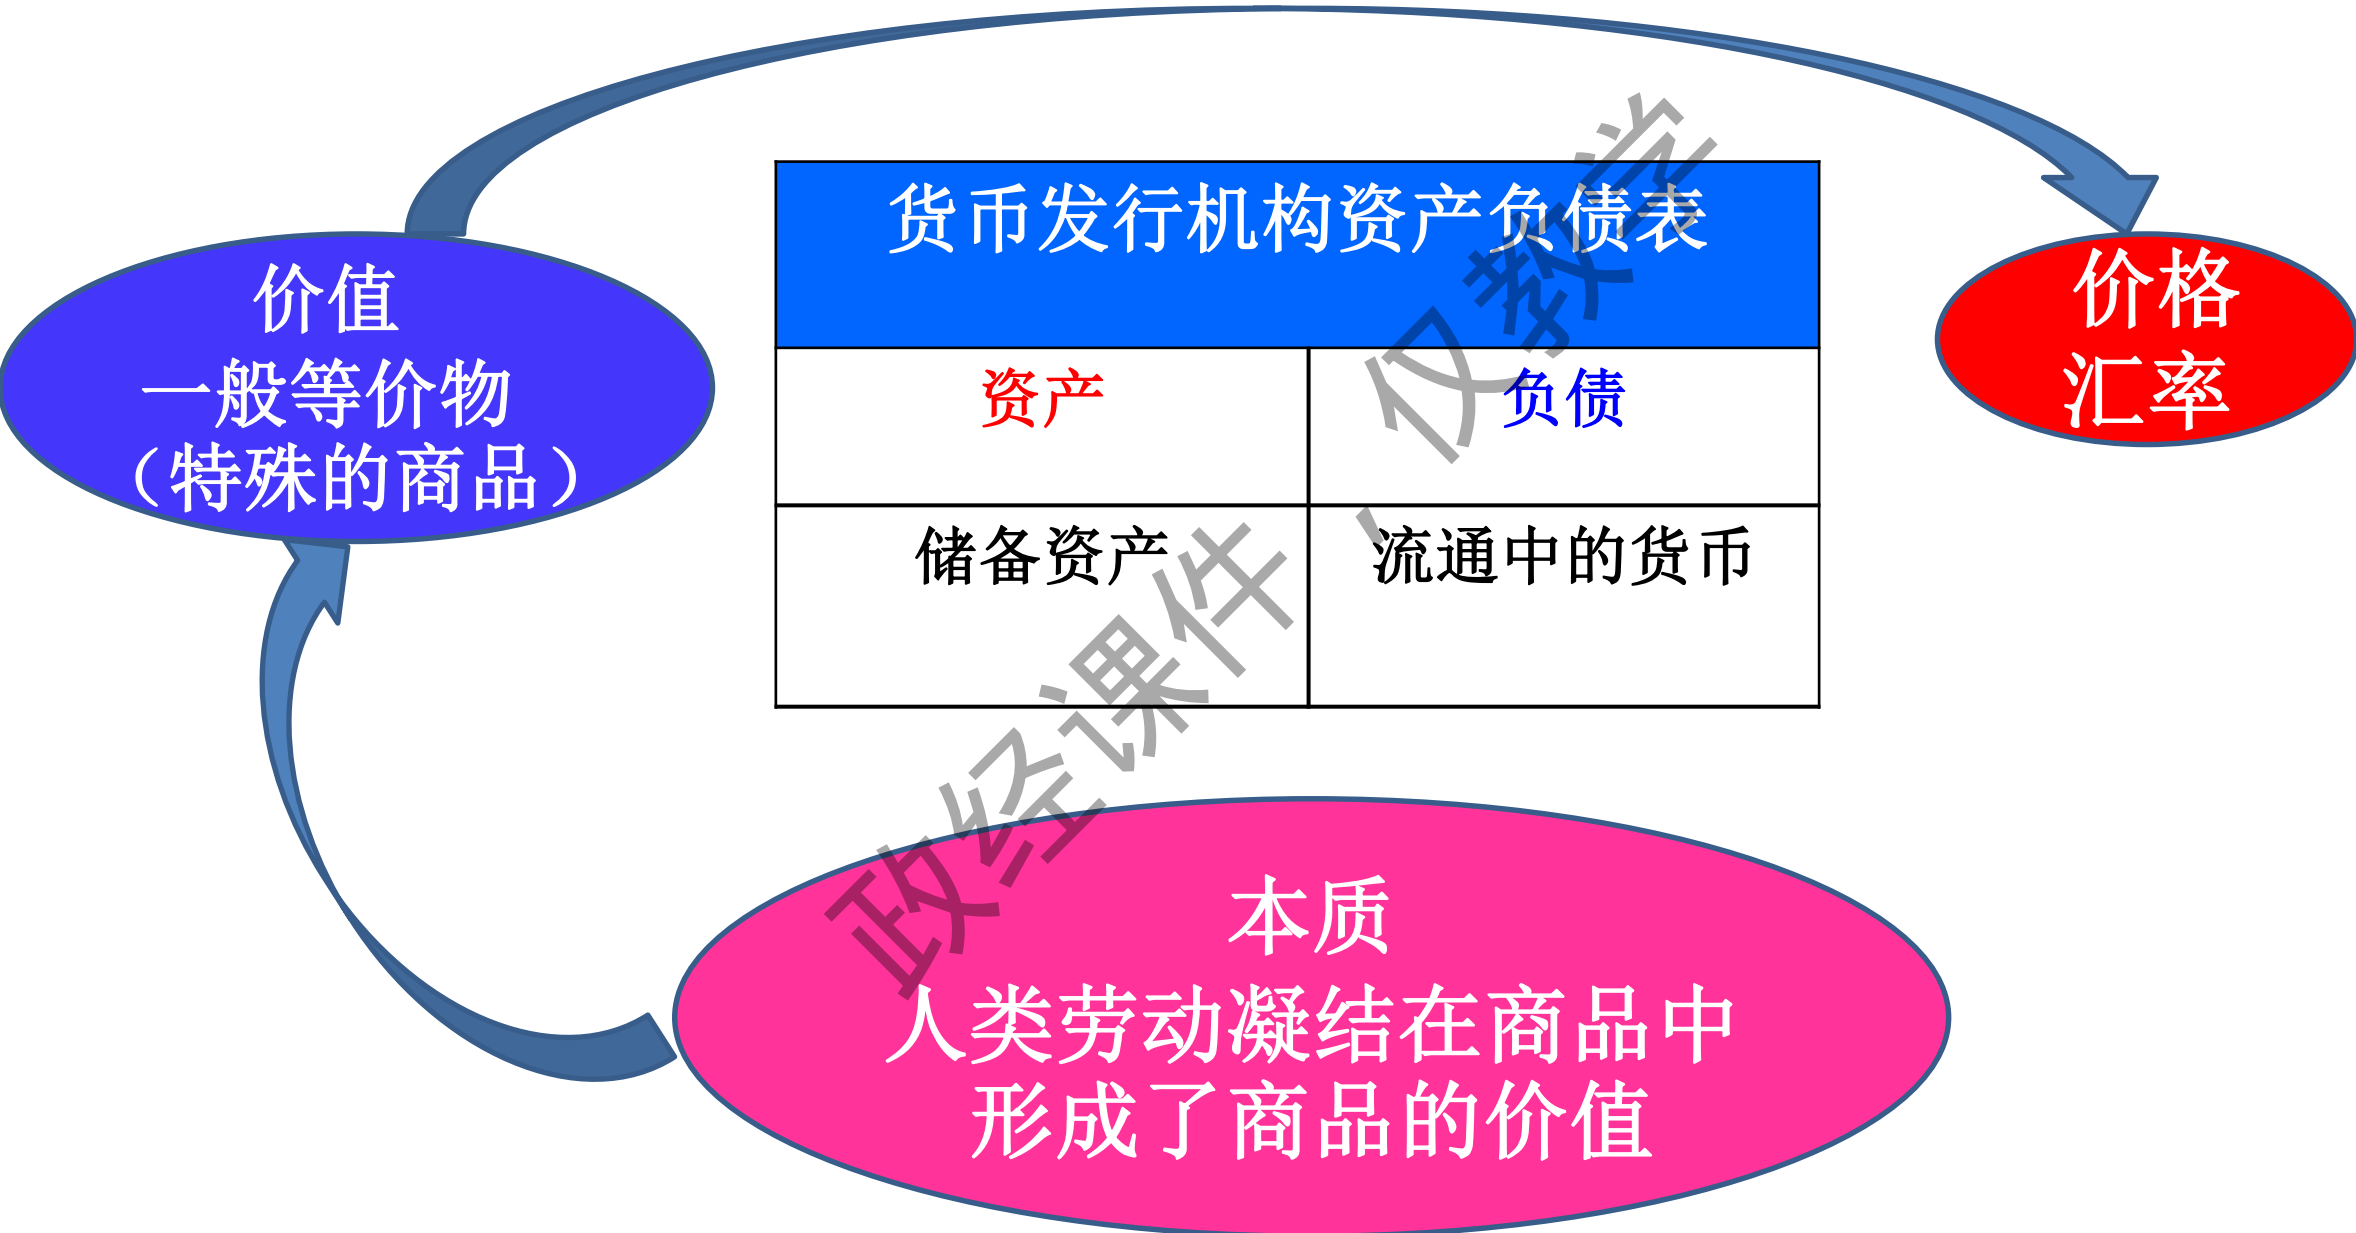 货币发行机构资产负债表
资产 负债
储备资产 流通中的货币
价值
一般等价物
（特殊的商品）
价格
汇率
本质
人类劳动凝结在商品中
形成了商品的价值
政经课件，仅教学